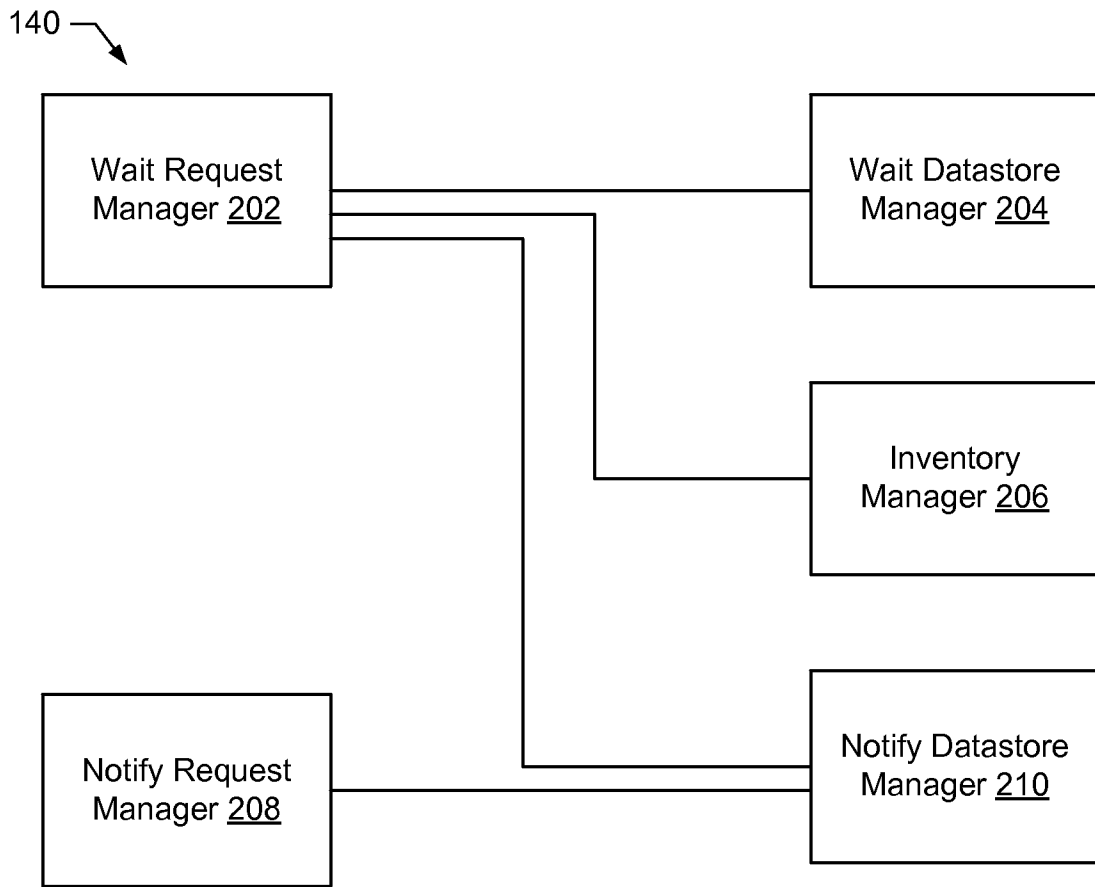 140
Wait Request
Manager 202
Wait Datastore
Manager 204
Inventory
Manager 206
Notify Request
Manager 208
Notify Datastore
Manager 210